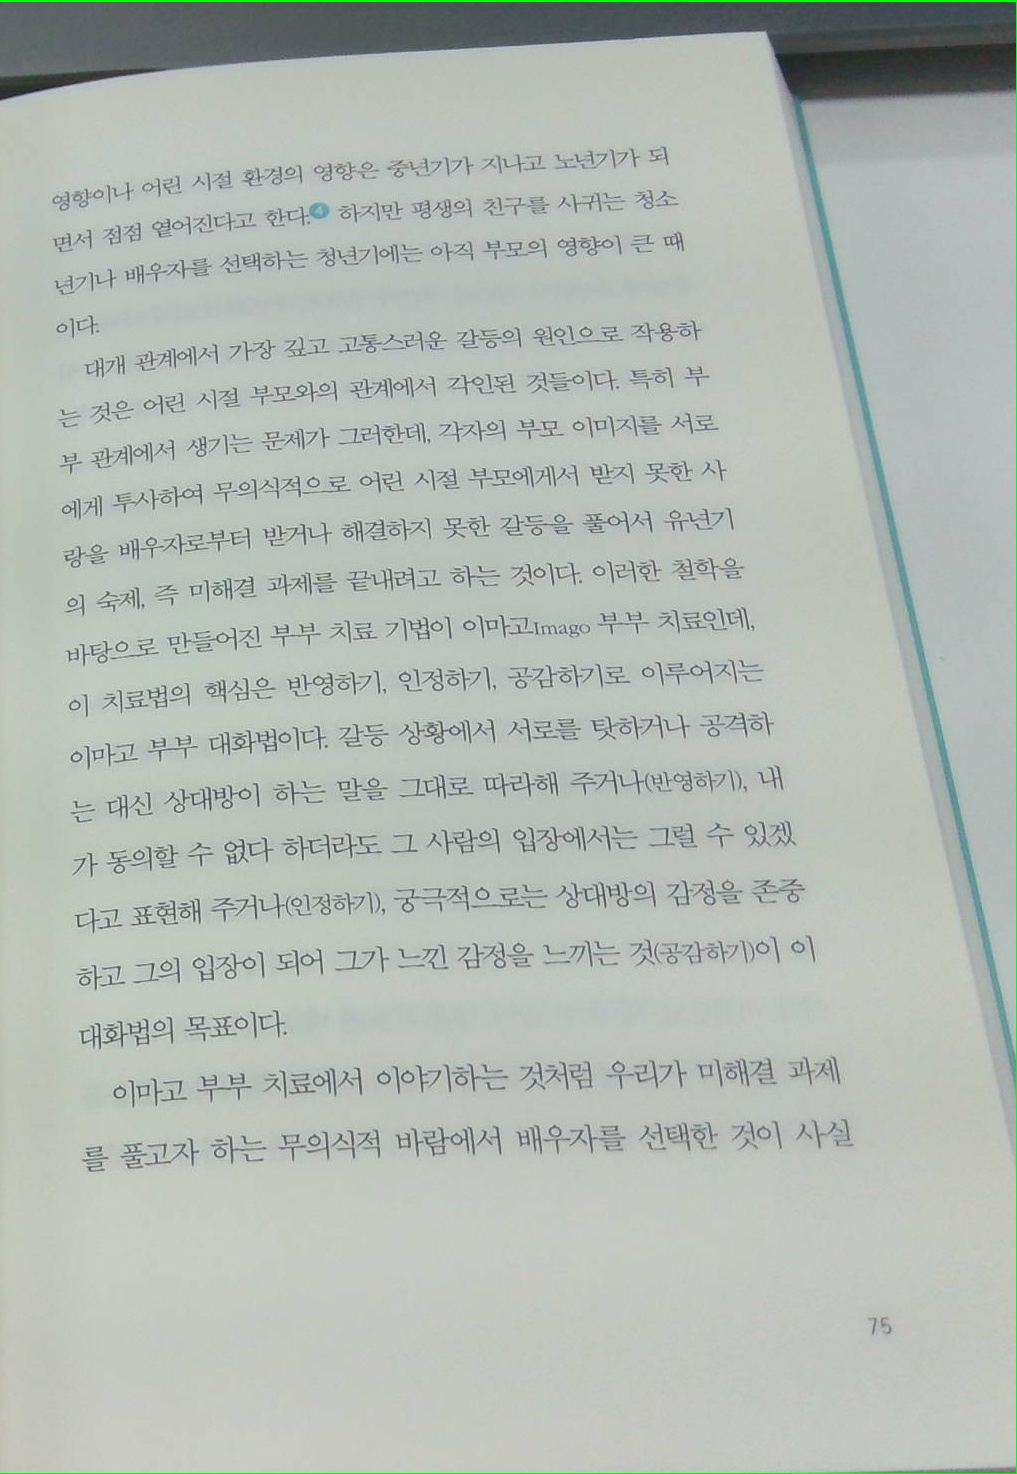 영향이나 어린 시절 환경의 영향은 중년기가 지나고 노년기가 되
면서 점점 옅어진다고 한다.4 하지만 평생의 친구를 사귀는 청소
년기나 배우자를 선택하는 청년기에는 아직 부모의 영향이 큰 때
이다.
대개 관계에서 가장 깊고 고통스러운 갈등의 원인으로 작용하
는 것은 어린 시절 부모와의 관계에서 각인된 것들이다. 특히 부
부 관계에서 생기는 문제가 그러한데, 각자의 부모 이미지를 서로
에게 투사하여 무의식적으로 어린 시절 부모에게서 받지 못한 사
랑을 배우자로부터 받거나 해결하지 못한 갈등을 풀어서 유년기
의 숙제, 즉 미해결 과제를 끝내려고 하는 것이다. 이러한 철학을
바탕으로 만들어진 부부 치료 기법이 이마고Imago 부부 치료인데,
이 치료법의 핵심은 반영하기, 인정하기, 공감하기로 이루어지는
이마고 부부 대화법이다. 갈등 상황에서 서로를 탓하거나 공격하
는 대신 상대방이 하는 말을 그대로 따라해 주거나(반영하기), 내
가 동의할 수 없다 하더라도 그 사람의 입장에서는 그럴 수 있겠
다고 표현해 주거나(인정하기), 궁극적으로는 상대방의 감정을 존중
하고 그의 입장이 되어 그가 느낀 감정을 느끼는 것(공감하기)이 이
대화법의 목표이다.
이마고 부부 치료에서 이야기하는 것처럼 우리가 미해결 과제
를 풀고자 하는 무의식적 바람에서 배우자를 선택한 것이 사실
75